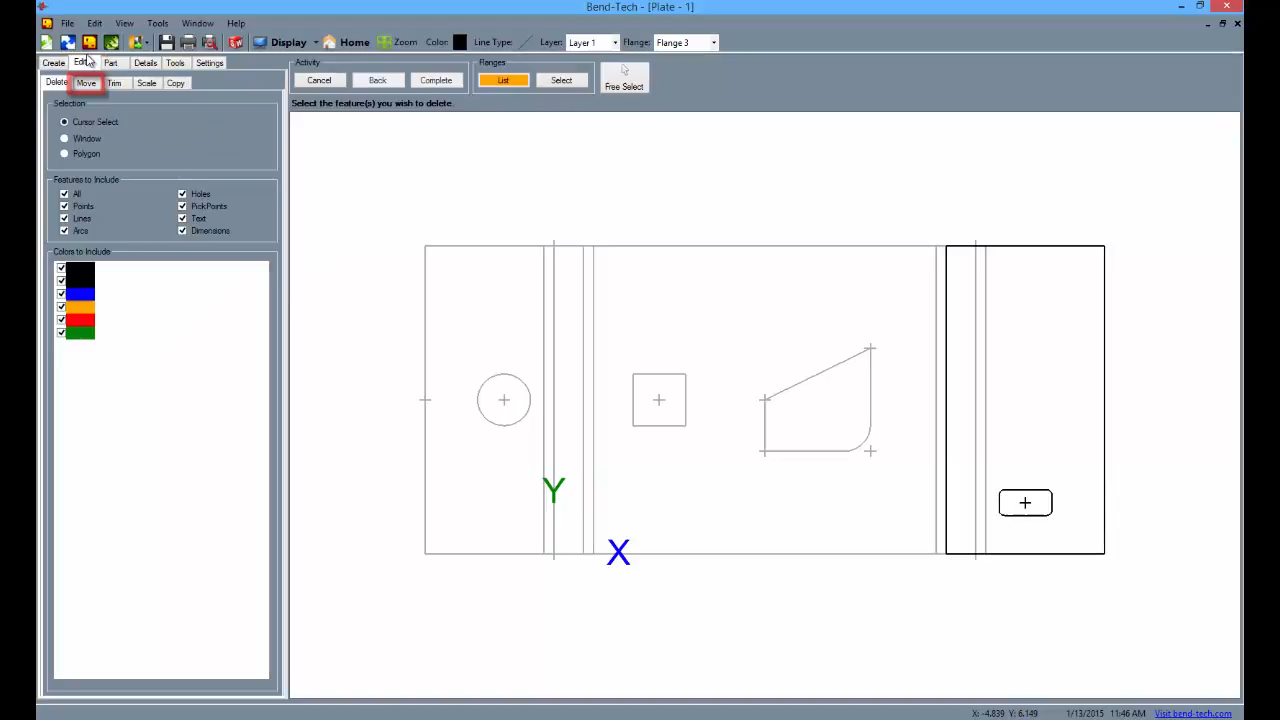 Bend-Tech - [Plate - 1]
File Edit View Tools Window Help
Display Home Zoom Color: Line Type: Layer: Layer 1 Flange: Flange 3
Create Edit Part Details Tools Settings
Delete Move Trim Scale Copy
Activity
Cancel Back Complete
Flanges
List Select
Free Select
Select the feature(s) you wish to delete.
Selection
Cursor Select
Window
Polygon
Features to Include
All Holes
Points PickPoints
Lines Text
Arcs Dimensions
Colors to Include
Y
X
X: -4.839 Y: 6.149 1/13/2015 11:46 AM Visit bend-tech.com